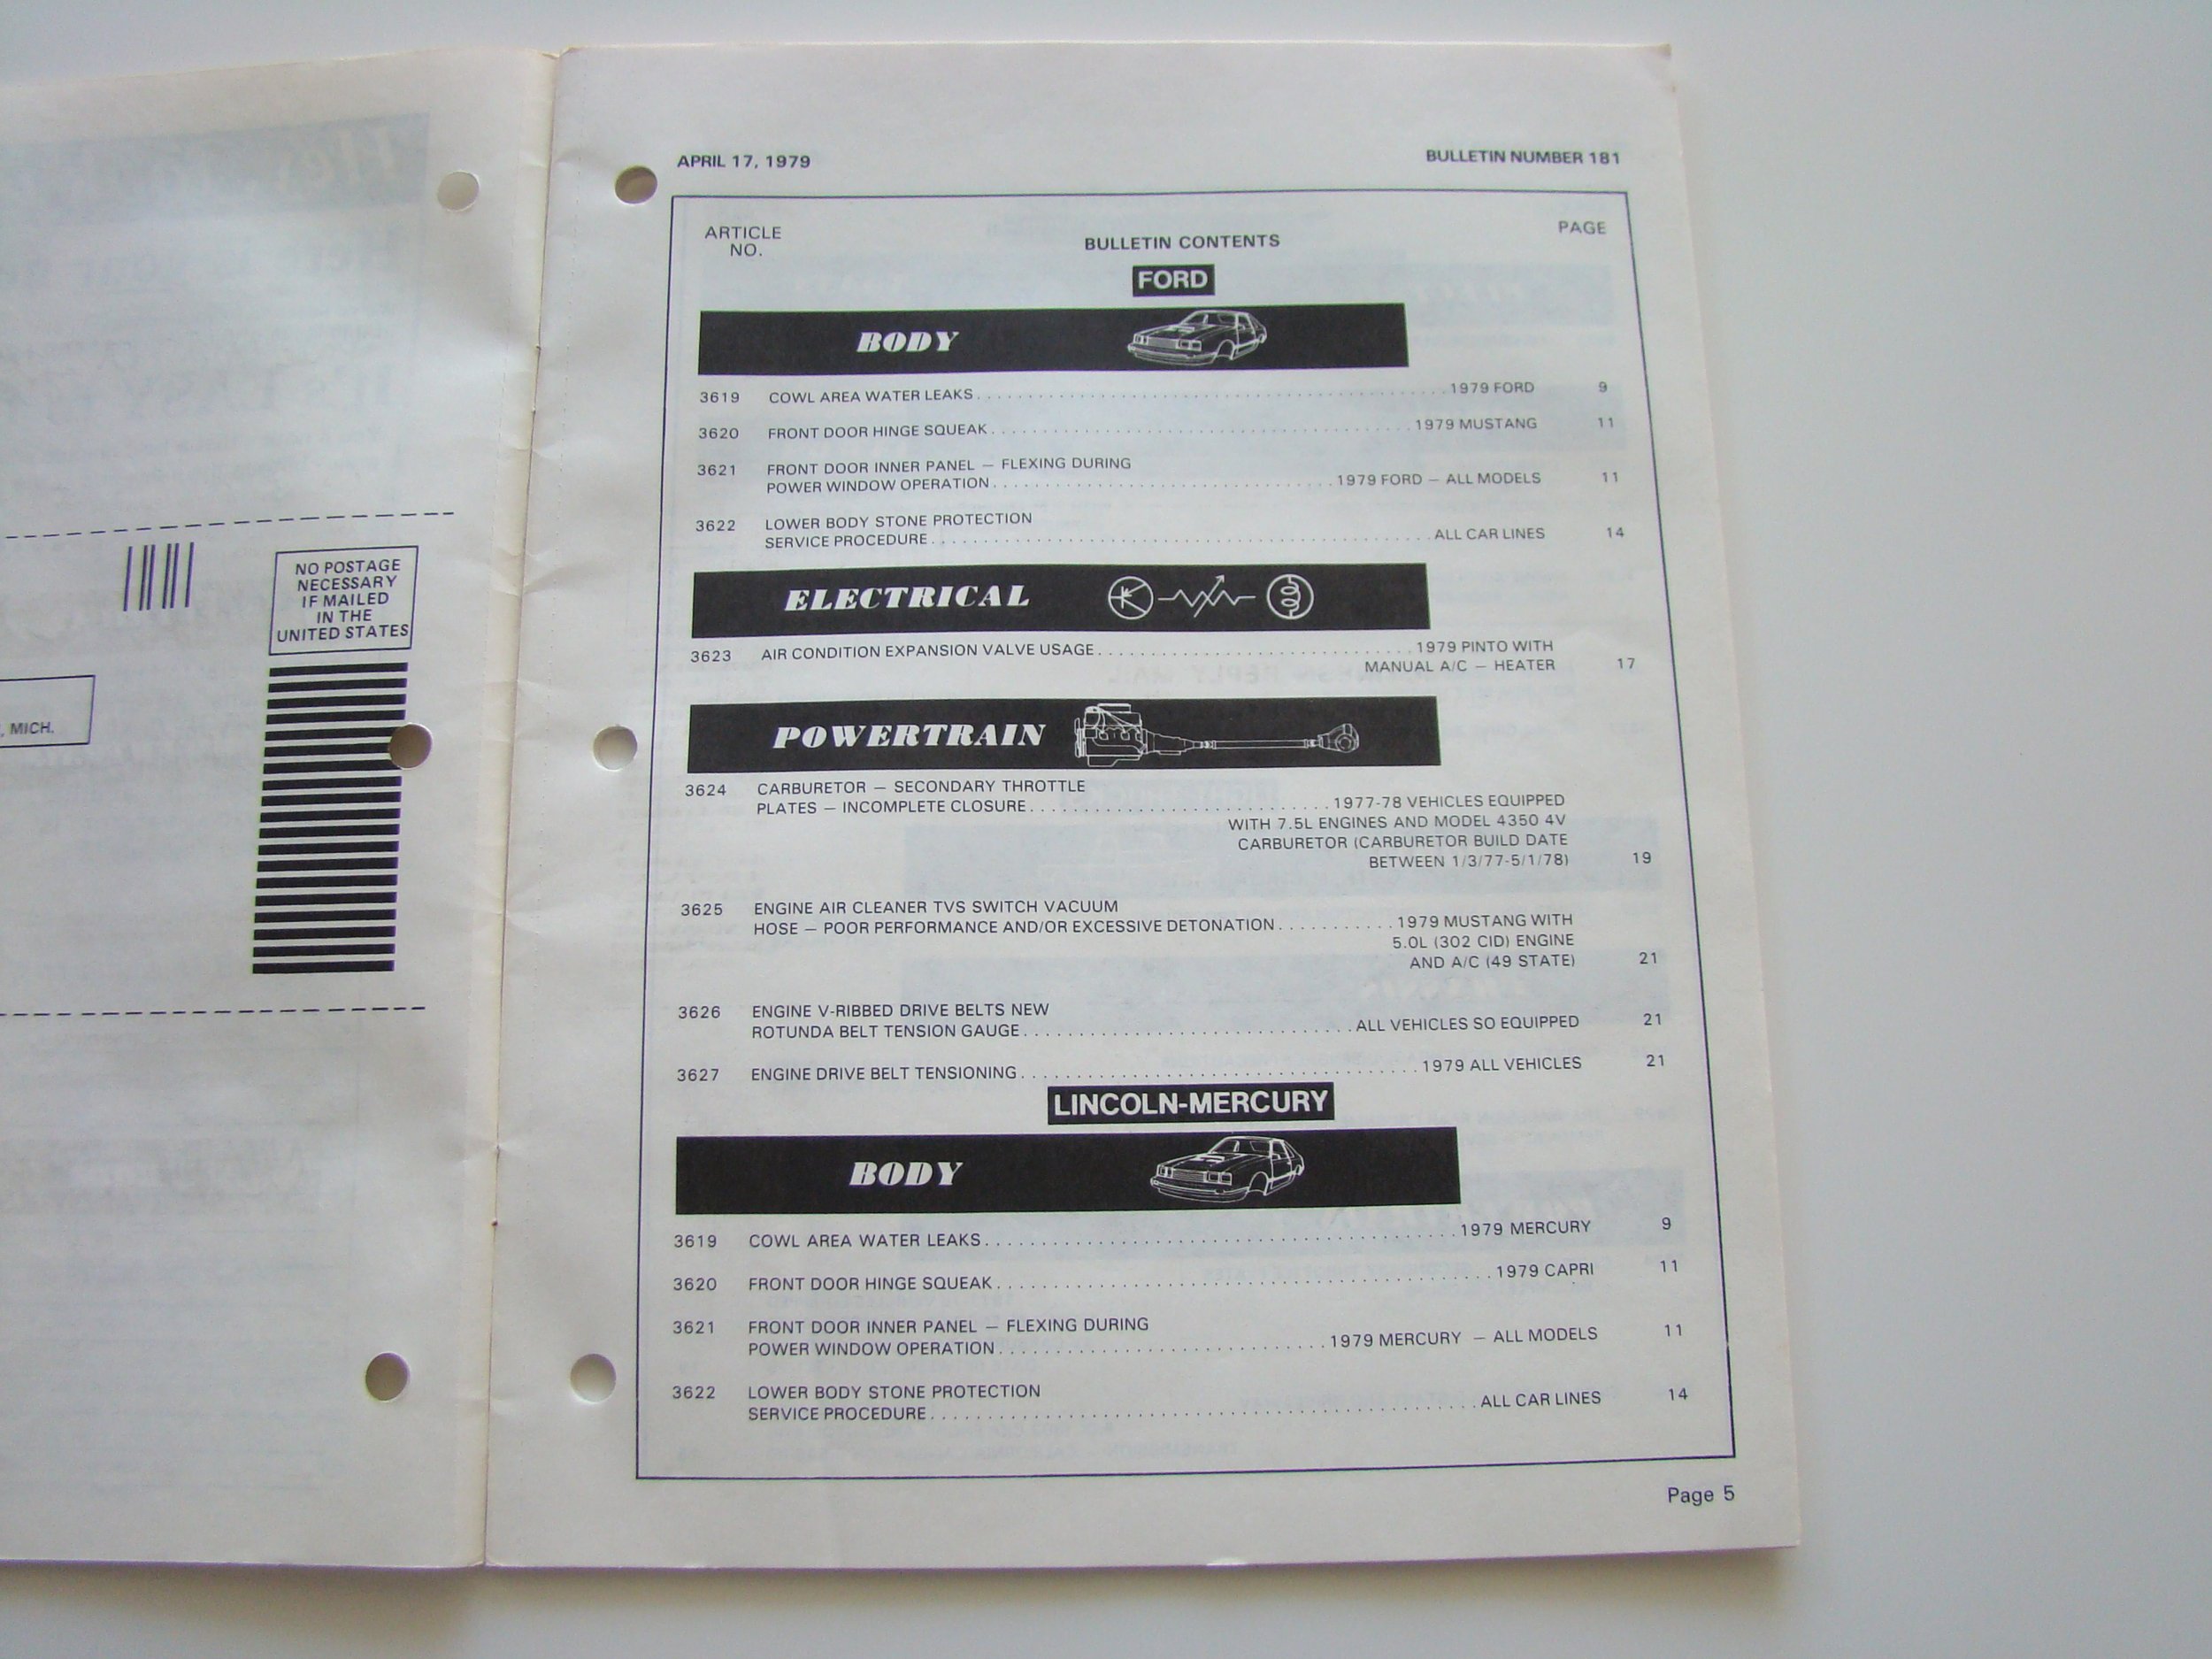 NO POSTAGE
NECESSARY
IF MAILED
IN THE
UNITED STATES
, MICH.
APRIL 17, 1979
BULLETIN NUMBER 181
ARTICLE
NO.
BULLETIN CONTENTS
PAGE
FORD
BODY
3619 COWL AREA WATER LEAKS. . . . . . . . . . . . . . . . . . . . 1979 FORD 9
3620 FRONT DOOR HINGE SQUEAK. . . . . . . . . . . . . . . . . . . . 1979 MUSTANG 11
3621 FRONT DOOR INNER PANEL — FLEXING DURING
POWER WINDOW OPERATION. . . . . . . . . . . . . . . . . . . . 1979 FORD — ALL MODELS 11
3622 LOWER BODY STONE PROTECTION
SERVICE PROCEDURE. . . . . . . . . . . . . . . . . . . . ALL CAR LINES 14
ELECTRICAL
3623 AIR CONDITION EXPANSION VALVE USAGE. . . . . . . . . . . . . . . . . . . . 1979 PINTO WITH
MANUAL A/C — HEATER 17
POWERTRAIN
3624 CARBURETOR — SECONDARY THROTTLE
PLATES — INCOMPLETE CLOSURE. . . . . . . . . . . . . . . . . . . . 1977-78 VEHICLES EQUIPPED
WITH 7.5L ENGINES AND MODEL 4350 4V
CARBURETOR (CARBURETOR BUILD DATE
BETWEEN 1/3/77-5/1/78) 19
3625 ENGINE AIR CLEANER TVS SWITCH VACUUM
HOSE — POOR PERFORMANCE AND/OR EXCESSIVE DETONATION. . . . . . . . . . . 1979 MUSTANG WITH
5.0L (302 CID) ENGINE
AND A/C (49 STATE) 21
3626 ENGINE V-RIBBED DRIVE BELTS NEW
ROTUNDA BELT TENSION GAUGE. . . . . . . . . . . . . . . . . . . . ALL VEHICLES SO EQUIPPED 21
3627 ENGINE DRIVE BELT TENSIONING. . . . . . . . . . . . . . . . . . . . 1979 ALL VEHICLES 21
LINCOLN-MERCURY
BODY
3619 COWL AREA WATER LEAKS. . . . . . . . . . . . . . . . . . . . 1979 MERCURY 9
3620 FRONT DOOR HINGE SQUEAK. . . . . . . . . . . . . . . . . . . . 1979 CAPRI 11
3621 FRONT DOOR INNER PANEL — FLEXING DURING
POWER WINDOW OPERATION. . . . . . . . . . . . . . . . . . . . 1979 MERCURY — ALL MODELS 11
3622 LOWER BODY STONE PROTECTION
SERVICE PROCEDURE. . . . . . . . . . . . . . . . . . . . ALL CAR LINES 14
Page 5